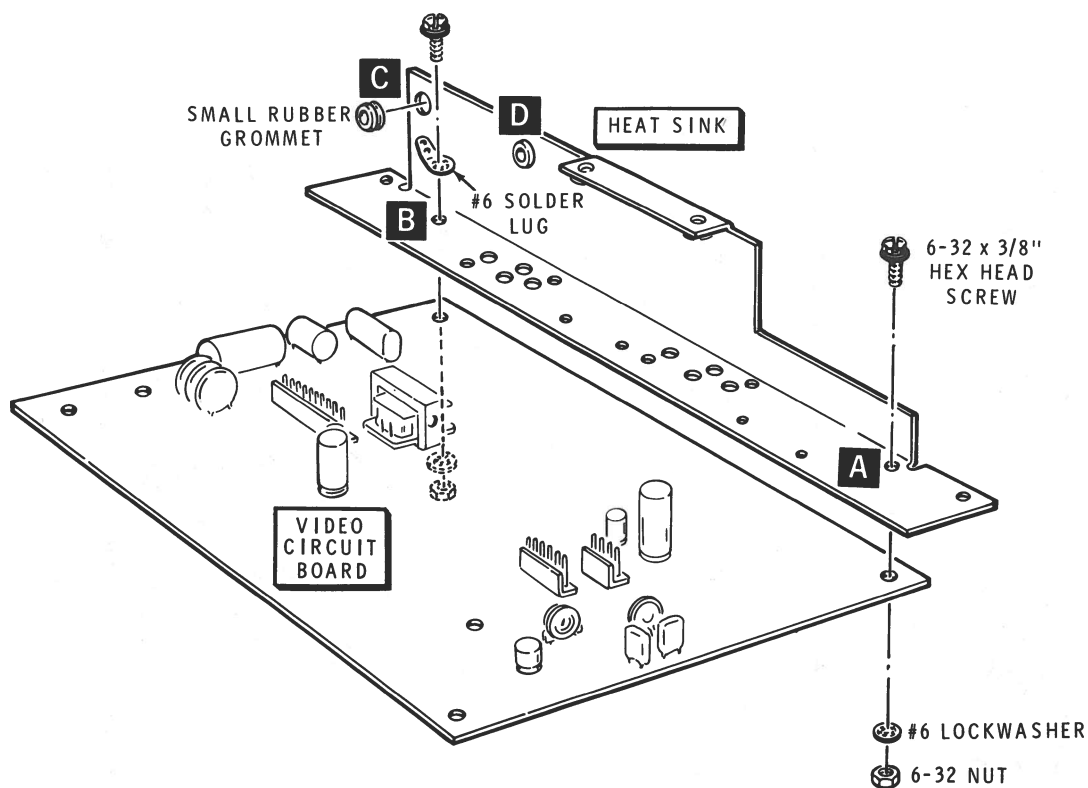 C
SMALL RUBBER
GROMMET
D
HEAT SINK
#6 SOLDER
LUG
B
6-32 x 3/8"
HEX HEAD
SCREW
A
VIDEO
CIRCUIT
BOARD
#6 LOCKWASHER
6-32 NUT